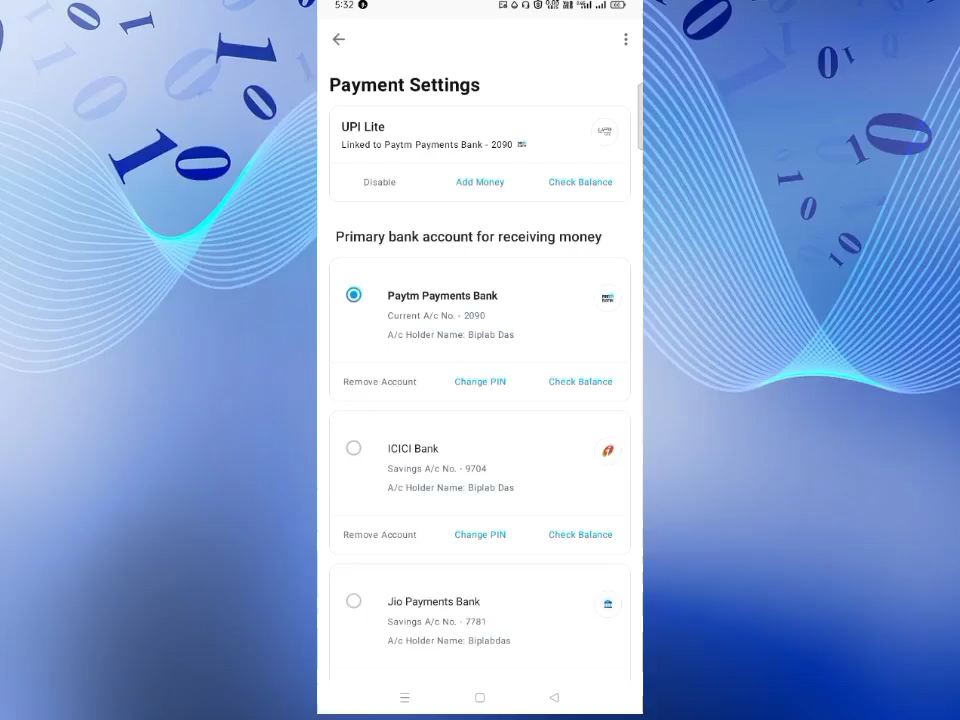 5:32
Payment Settings
UPI Lite
Linked to Paytm Payments Bank - 2090
Disable
Add Money
Check Balance
Primary bank account for receiving money
Paytm Payments Bank
Current A/c No. - 2090
A/c Holder Name: Biplab Das
Remove Account
Change PIN
Check Balance
ICICI Bank
Savings A/c No. - 9704
A/c Holder Name: Biplab Das
Remove Account
Change PIN
Check Balance
Jio Payments Bank
Savings A/c No. - 7781
A/c Holder Name: Biplabdas